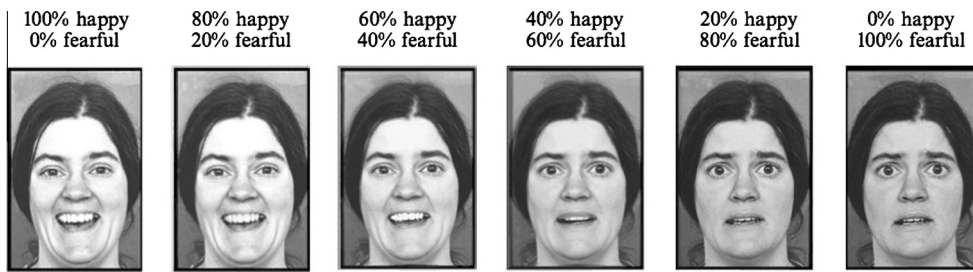 100% happy
0% fearful
80% happy
20% fearful
60% happy
40% fearful
40% happy
60% fearful
20% happy
80% fearful
0% happy
100% fearful